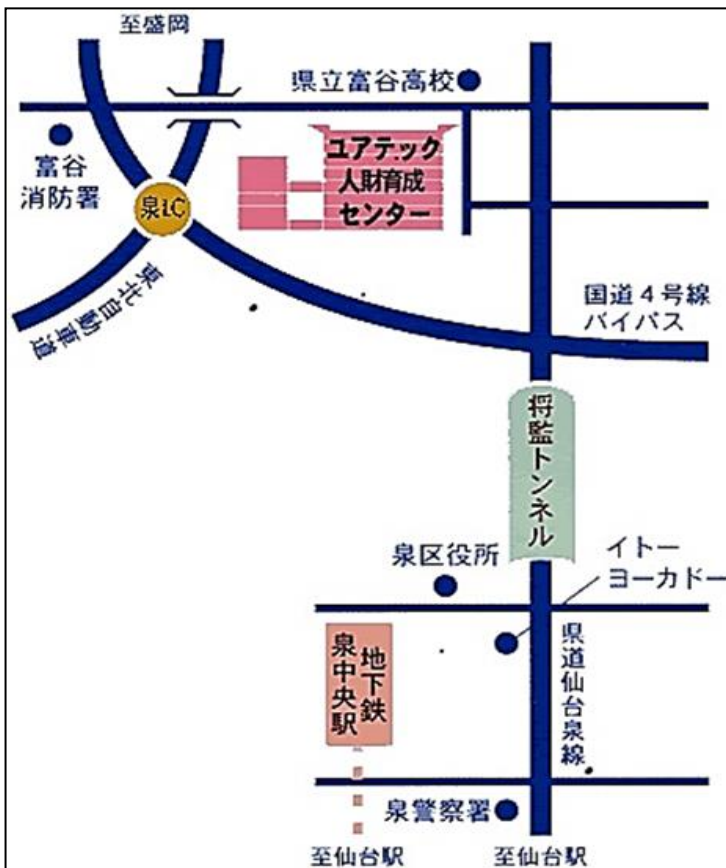 至盛岡
県立富谷高校
富谷
消防署
ユアテック
人財育成
センター
泉IC
東北自動車道
国道4号線
バイパス
将監トンネル
泉区役所
イトー
ヨーカドー
地下鉄
泉中央駅
県道仙台泉線
泉警察署
至仙台駅
至仙台駅